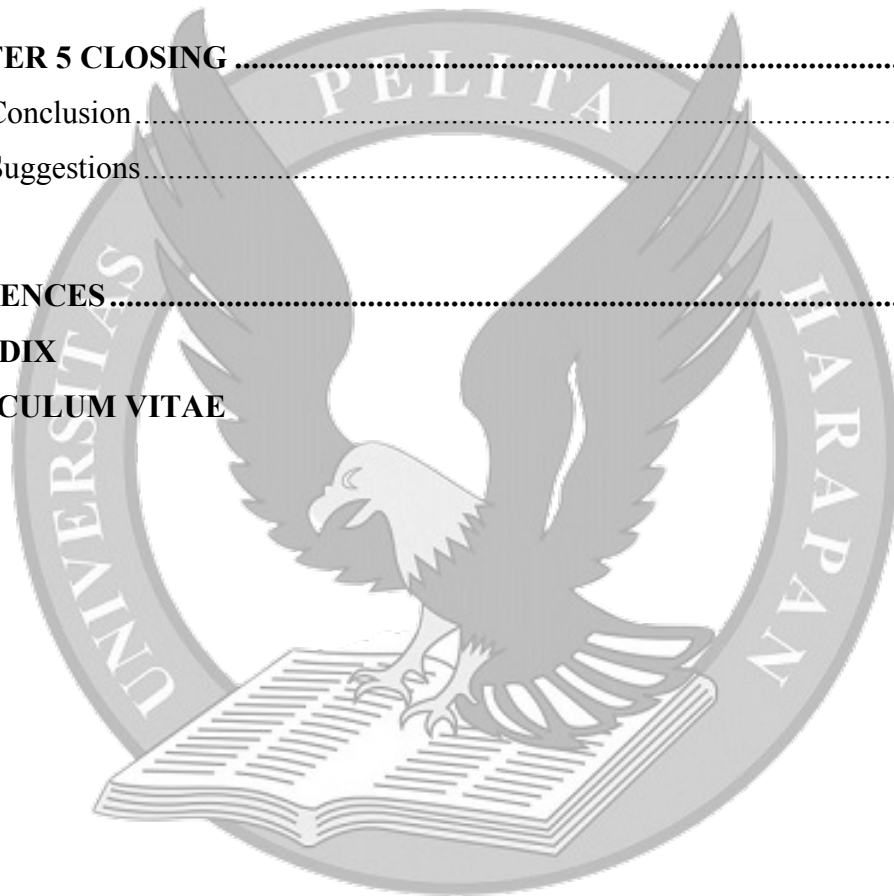 TER 5 CLOSING ....................................................................................
Conclusion ....................................................................................
Suggestions ....................................................................................
ENCES ....................................................................................
DIX
CULUM VITAE
UNIVERSITAS PELITA HARAPAN